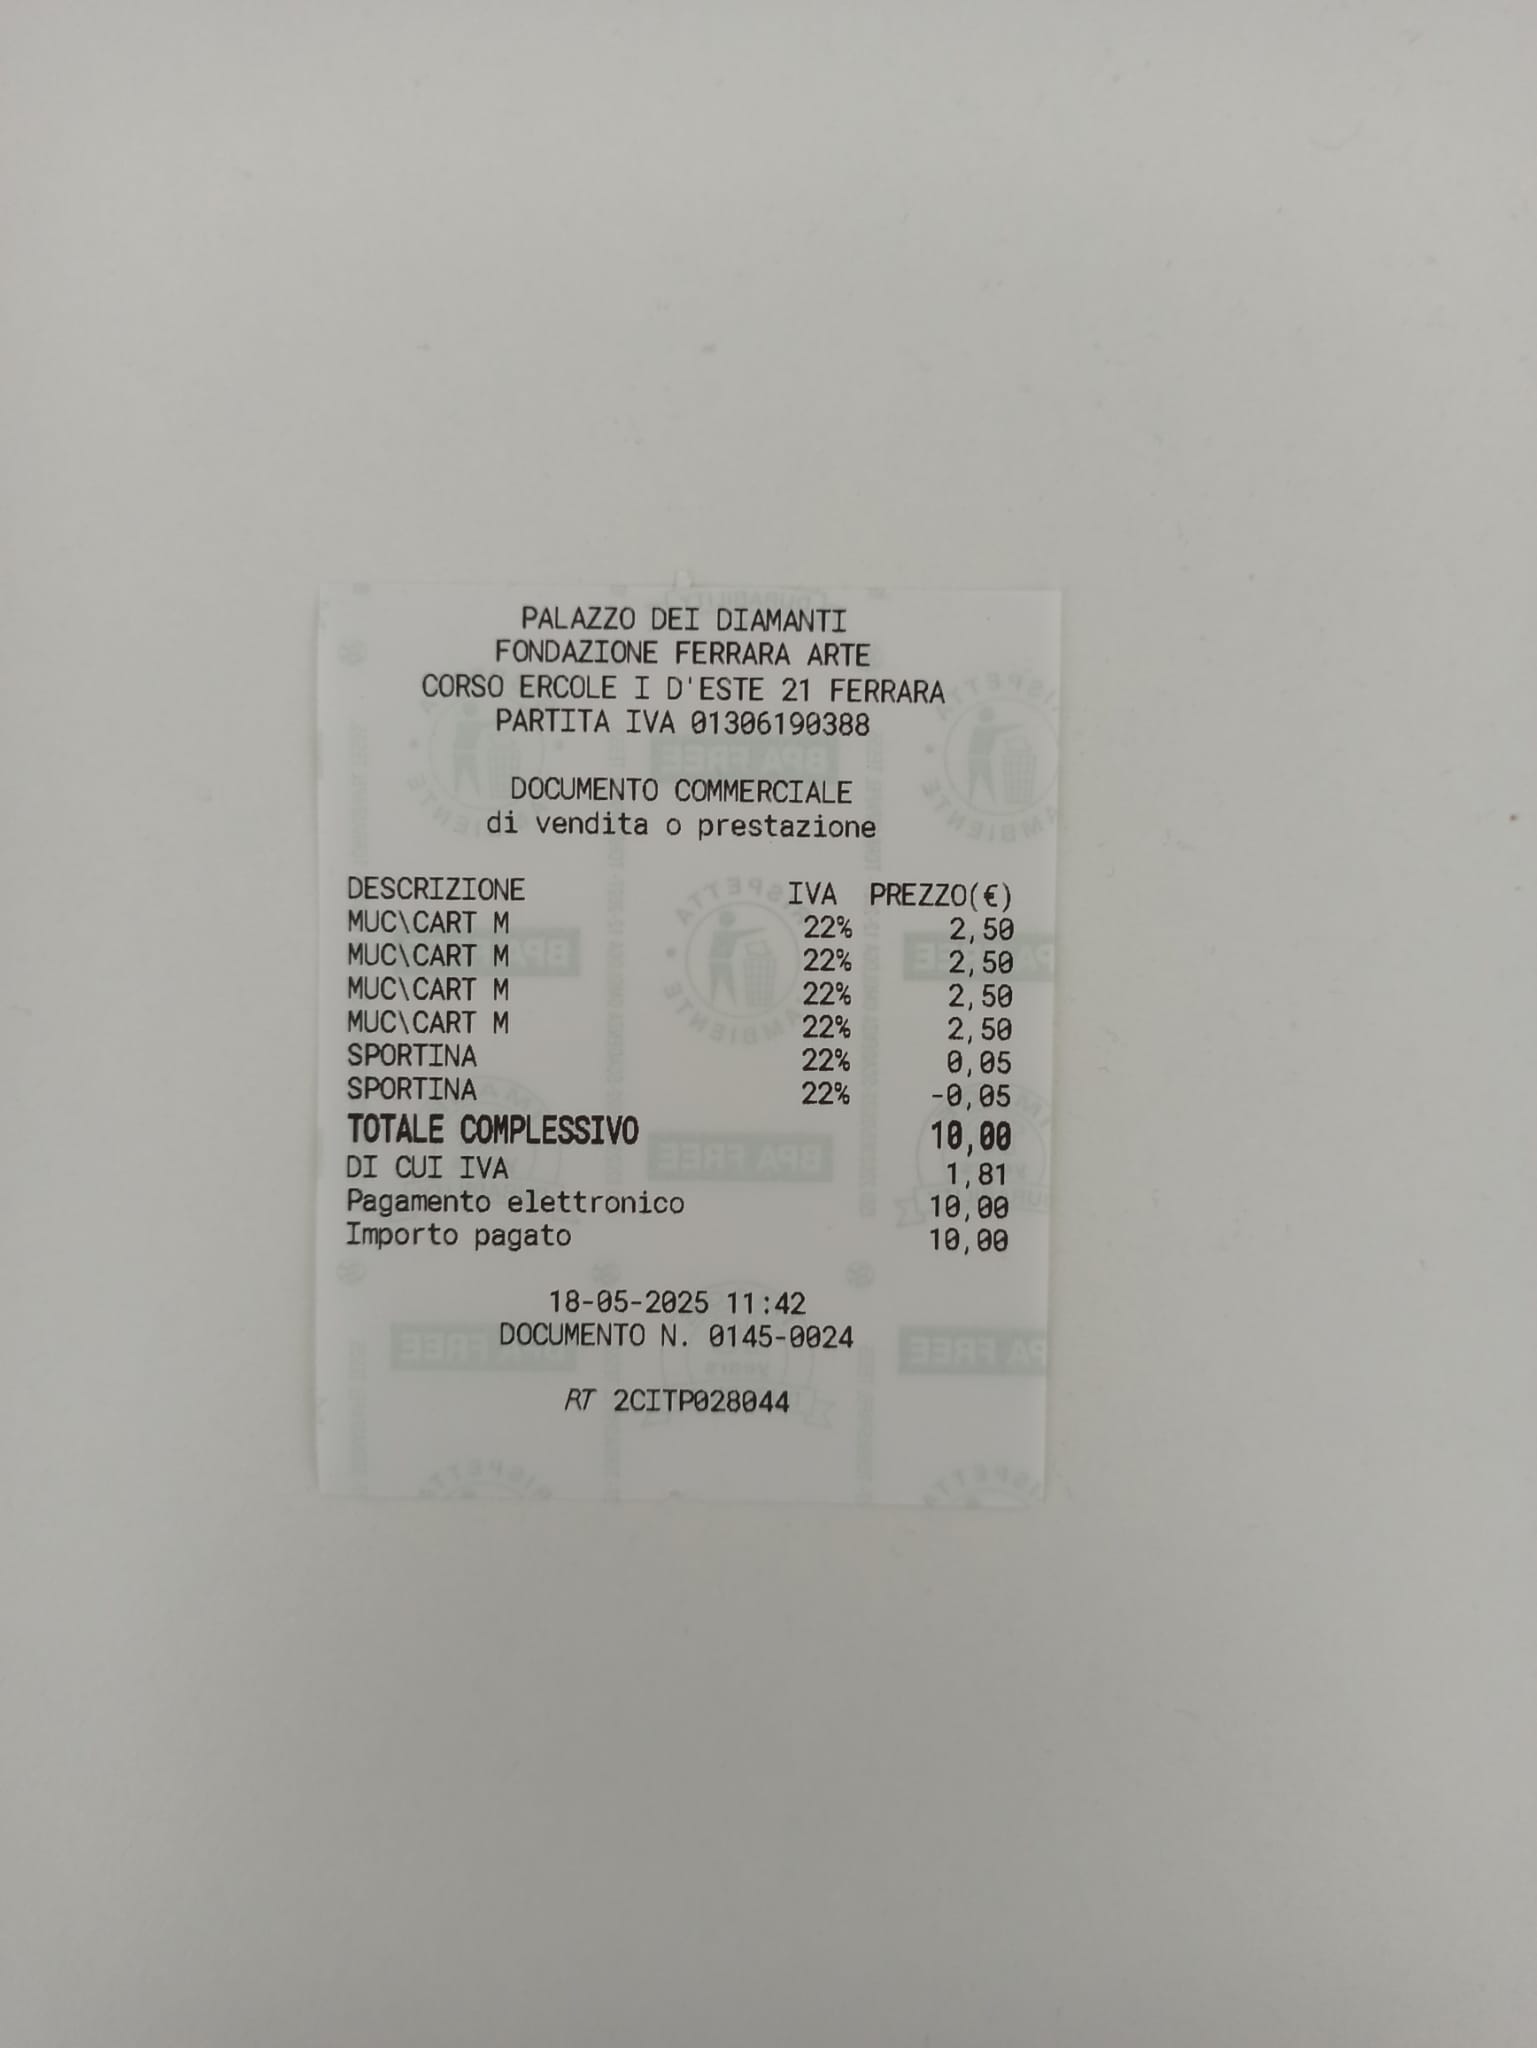 PALAZZO DEI DIAMANTI
FONDAZIONE FERRARA ARTE
CORSO ERCOLE I D'ESTE 21 FERRARA
PARTITA IVA 01306190388
DOCUMENTO COMMERCIALE
di vendita o prestazione
DESCRIZIONE IVA PREZZO(€)
MUC\CART M 22% 2,50
MUC\CART M 22% 2,50
MUC\CART M 22% 2,50
MUC\CART M 22% 2,50
SPORTINA 22% 0,05
SPORTINA 22% -0,05
TOTALE COMPLESSIVO 10,00
DI CUI IVA 1,81
Pagamento elettronico 10,00
Importo pagato 10,00
18-05-2025 11:42
DOCUMENTO N. 0145-0024
RT 2CITP028044